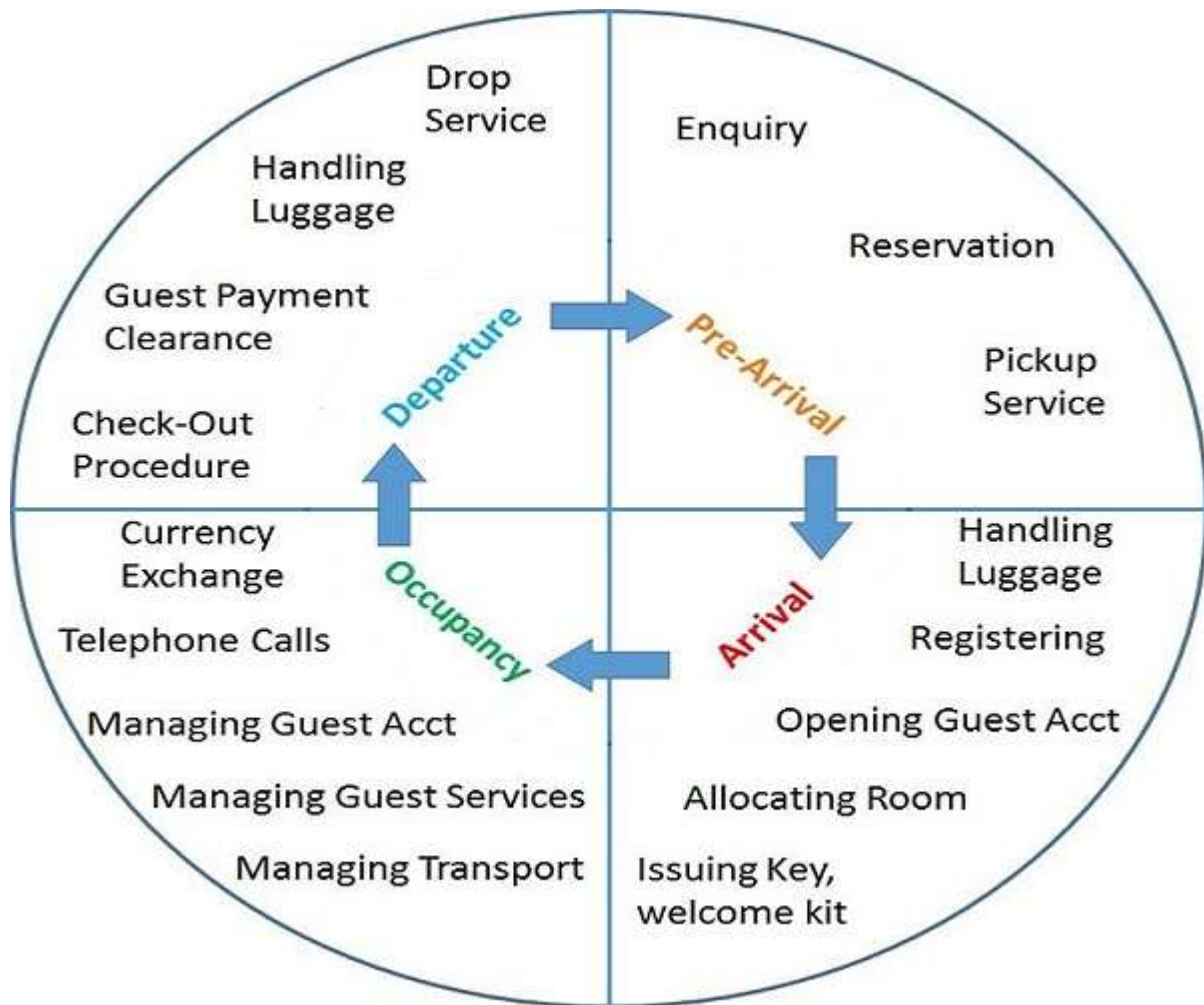 Drop
Service
Handling
Luggage
Guest Payment
Clearance
Check-Out
Procedure
Departure
Enquiry
Reservation
Pickup
Service
Pre-Arrival
Handling
Luggage
Registering
Opening Guest Acct
Allocating Room
Issuing Key,
welcome kit
Arrival
Currency
Exchange
Telephone Calls
Managing Guest Acct
Managing Guest Services
Managing Transport
Occupancy